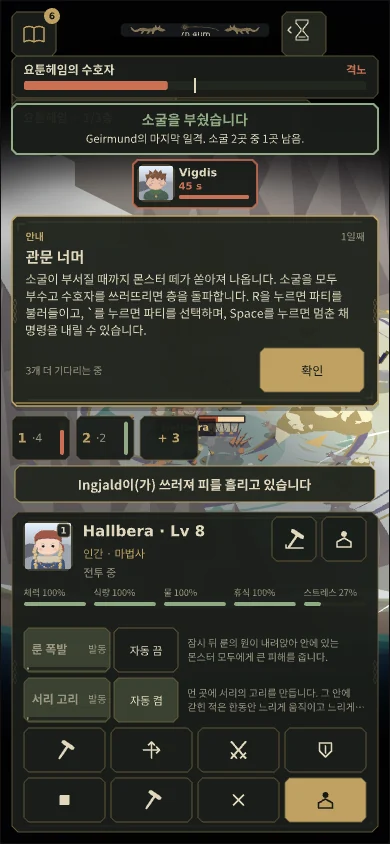 6
요툰헤임의 수호자
격노
소굴을 부쉈습니다
Geirmund의 마지막 일격. 소굴 2곳 중 1곳 남음.
Vigdis
45 s
안내
1일째
관문 너머
소굴이 부서질 때까지 몬스터 떼가 쏟아져 나옵니다. 소굴을 모두
부수고 수호자를 쓰러뜨리면 층을 돌파합니다. R을 누르면 파티를
불러들이고, `를 누르면 파티를 선택하며, Space를 누르면 멈춘 채
명령을 내릴 수 있습니다.
3개 더 기다리는 중
확인
1 ·4
2 ·2
+ 3
ra
Ingjald이(가) 쓰러져 피를 흘리고 있습니다
1
Hallbera · Lv 8
인간 · 마법사
전투 중
체력 100%
식량 100%
물 100%
휴식 100%
스트레스 27%
룬 폭발
발동
자동 끔
잠시 뒤 룬의 원이 내려앉아 안에 있는
몬스터 모두에게 큰 피해를 줍니다.
서리 고리
발동
자동 켬
먼 곳에 서리의 고리를 만듭니다. 그 안에
갇힌 적은 한동안 느리게 움직이고 느리게…